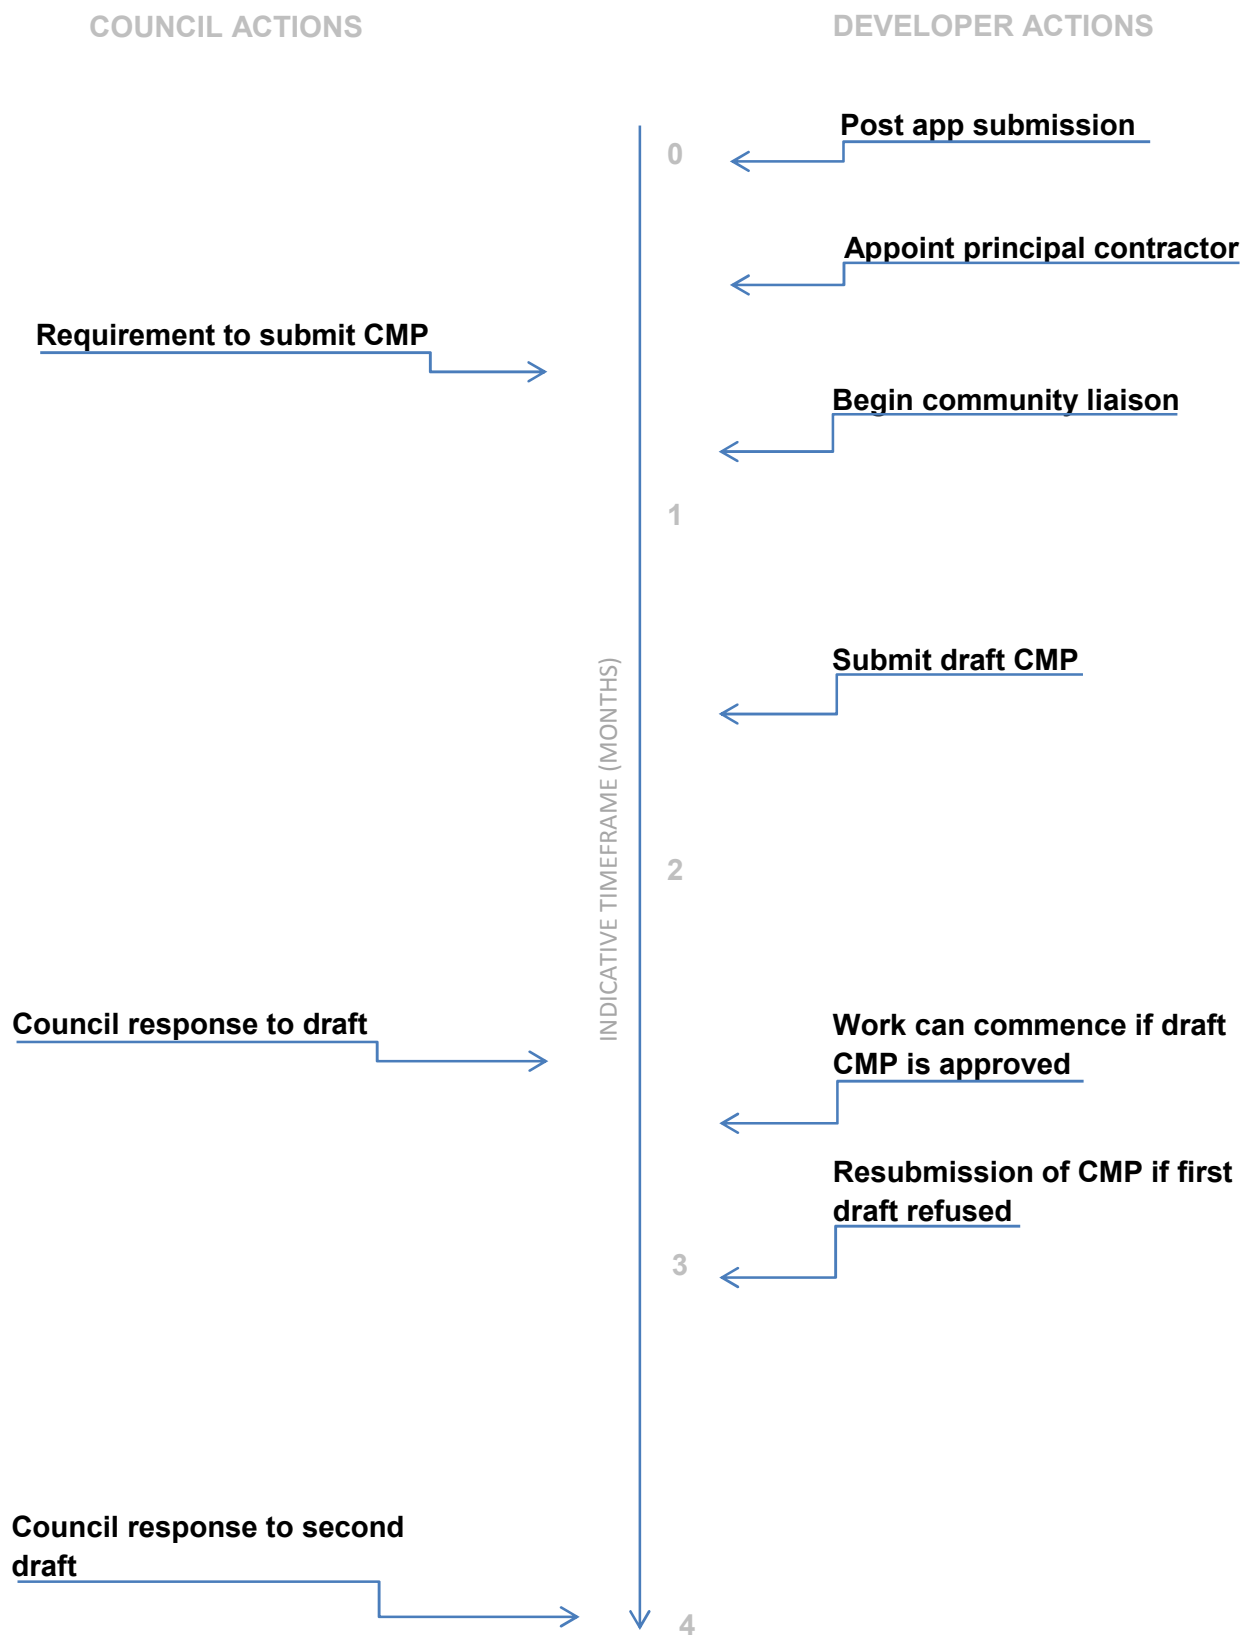 COUNCIL ACTIONS
DEVELOPER ACTIONS
Post app submission
0
Appoint principal contractor
Requirement to submit CMP
Begin community liaison
1
Submit draft CMP
INDICATIVE TIMEFRAME (MONTHS)
2
Council response to draft
Work can commence if draft
CMP is approved
Resubmission of CMP if first
draft refused
3
Council response to second
draft
4